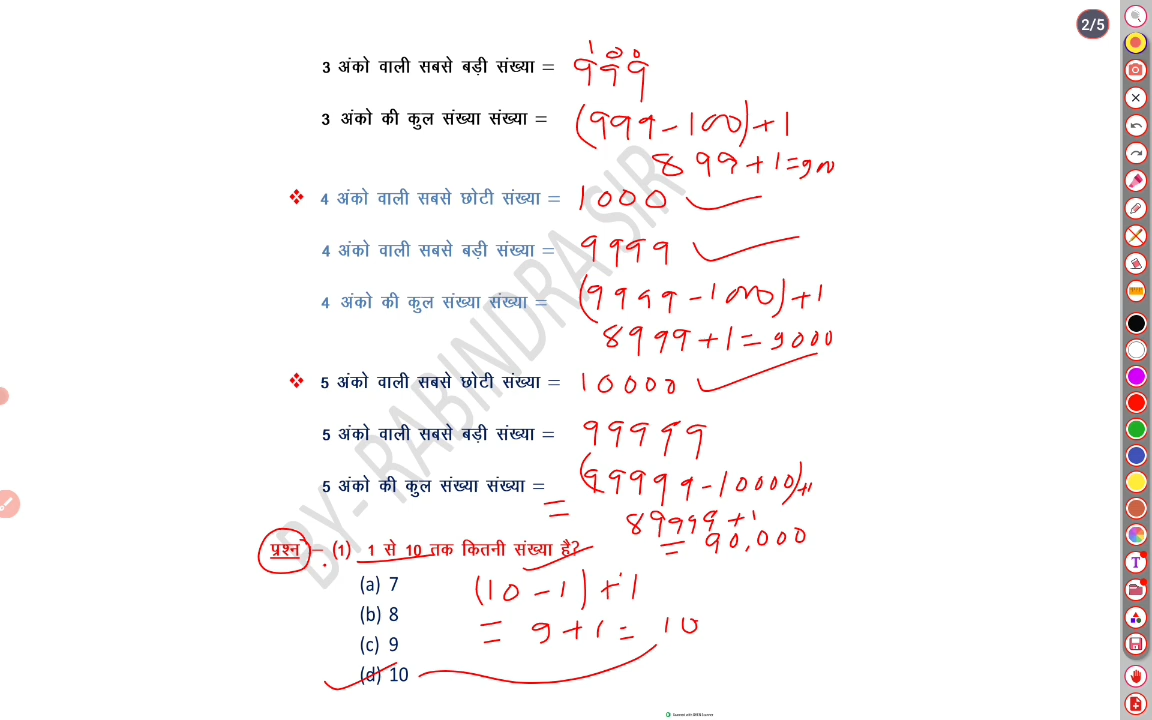 2/5
1 0 0
3 अंको वाली सबसे बड़ी संख्या = 999
3 अंको की कुल संख्या संख्या = (999-100)+1
899+1=900
❖ 4 अंको वाली सबसे छोटी संख्या = 1000
4 अंको वाली सबसे बड़ी संख्या = 9999
4 अंको की कुल संख्या संख्या = (9999-1000)+1
8999+1=9000
❖ 5 अंको वाली सबसे छोटी संख्या = 10000
5 अंको वाली सबसे बड़ी संख्या = 99999
5 अंको की कुल संख्या संख्या = (99999-10000)+1
= 89999+1
= 90,000
प्रश्न – (1) 1 से 10 तक कितनी संख्या है?
(a) 7 (10-1)+1
(b) 8
= 9+1=10
(c) 9
(d) 10
BY- RABINDRA SIR